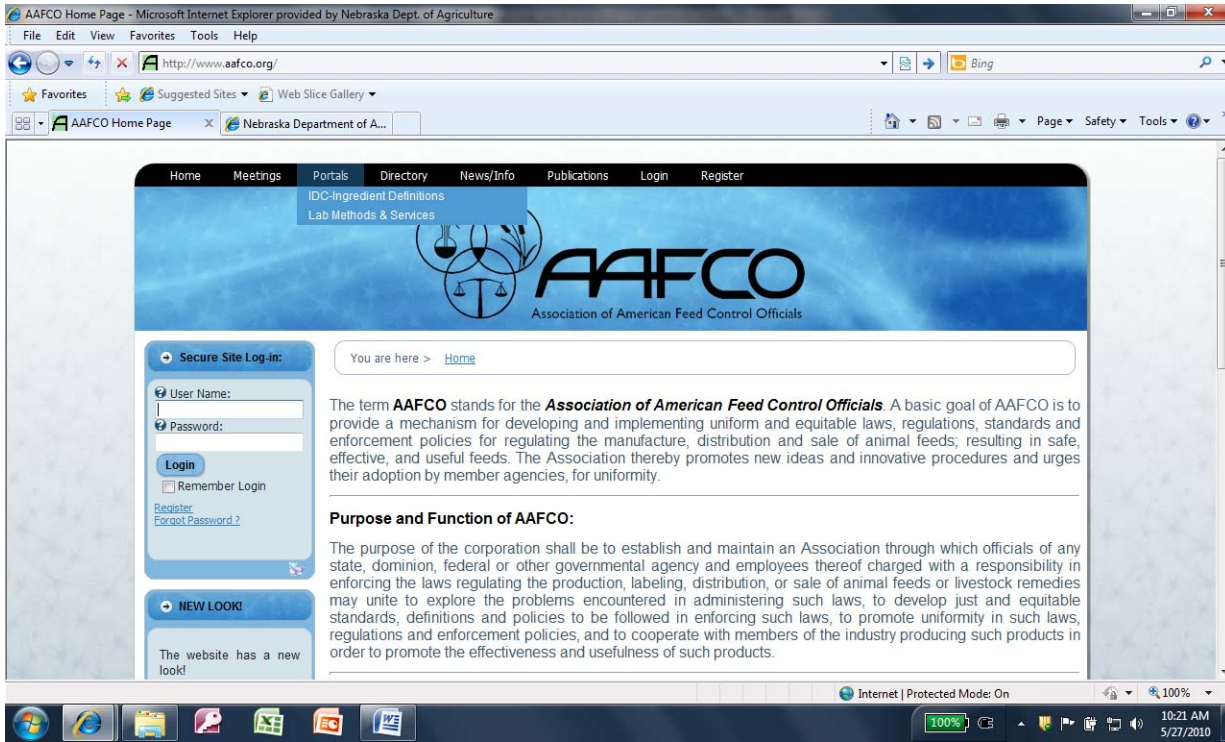 AAFCO Home Page - Microsoft Internet Explorer provided by Nebraska Dept. of Agriculture
File Edit View Favorites Tools Help
http://www.aafco.org/
Bing
Favorites Suggested Sites Web Slice Gallery
AAFCO Home Page X Nebraska Department of A...
Page Safety Tools
Home Meetings Portals Directory News/Info Publications Login Register
IDC-Ingredient Definitions
Lab Methods & Services
AAFCO
Association of American Feed Control Officials
Secure Site Log-in:
User Name:
Password:
Login
Remember Login
Register
Forgot Password ?
NEW LOOK!
The website has a new
look!
You are here > Home
The term AAFCO stands for the Association of American Feed Control Officials. A basic goal of AAFCO is to
provide a mechanism for developing and implementing uniform and equitable laws, regulations, standards and
enforcement policies for regulating the manufacture, distribution and sale of animal feeds; resulting in safe,
effective, and useful feeds. The Association thereby promotes new ideas and innovative procedures and urges
their adoption by member agencies, for uniformity.
Purpose and Function of AAFCO:
The purpose of the corporation shall be to establish and maintain an Association through which officials of any
state, dominion, federal or other governmental agency and employees thereof charged with a responsibility in
enforcing the laws regulating the production, labeling, distribution, or sale of animal feeds or livestock remedies
may unite to explore the problems encountered in administering such laws, to develop just and equitable
standards, definitions and policies to be followed in enforcing such laws, to promote uniformity in such laws,
regulations and enforcement policies, and to cooperate with members of the industry producing such products in
order to promote the effectiveness and usefulness of such products.
Internet | Protected Mode: On
100%
100%
10:21 AM
5/27/2010